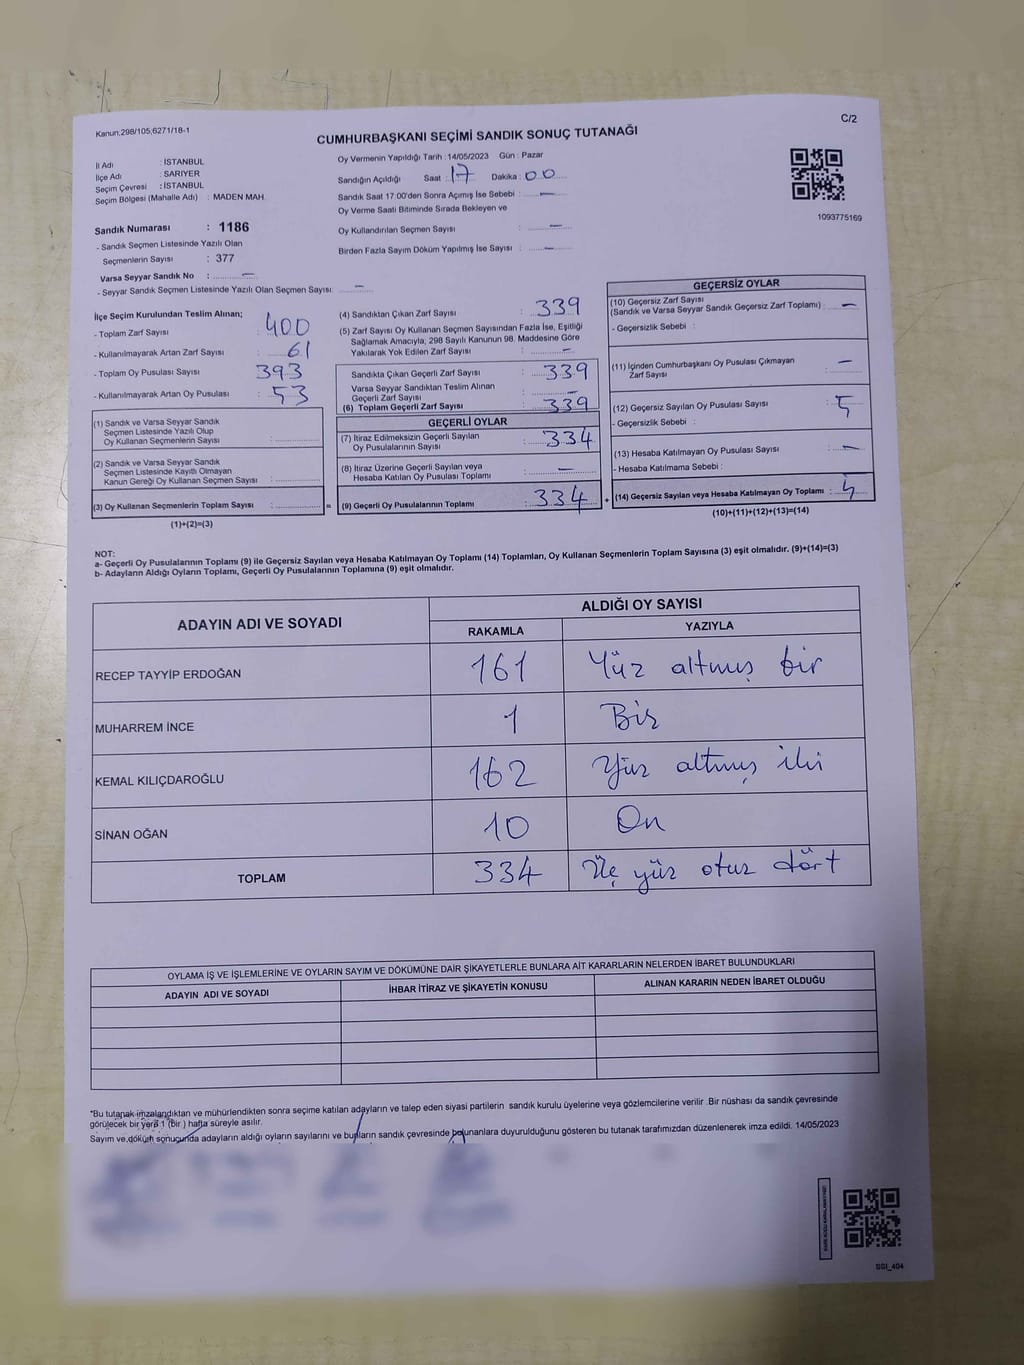 Kanun,298/105,6271/18-1
C/2
CUMHURBAŞKANI SEÇİMİ SANDIK SONUÇ TUTANAĞI
İl Adı : İSTANBUL
İlçe Adı : SARIYER
Seçim Çevresi : İSTANBUL
Seçim Bölgesi (Mahalle Adı) : MADEN MAH.
Sandık Numarası : 1186
- Sandık Seçmen Listesinde Yazılı Olan
Seçmenlerin Sayısı : 377
Varsa Seyyar Sandık No : —
- Seyyar Sandık Seçmen Listesinde Yazılı Olan Seçmen Sayısı: —
Oy Vermenin Yapıldığı Tarih :14/05/2023 Gün : Pazar
Sandığın Açıldığı Saat : 17 Dakika : 00
Sandık Saat 17.00'den Sonra Açılmış İse Sebebi : —
Oy Verme Saati Bitiminde Sırada Bekleyen ve
Oy Kullandırılan Seçmen Sayısı : —
Birden Fazla Sayım Döküm Yapılmış İse Sayısı : —
1093775169
İlçe Seçim Kurulundan Teslim Alınan;
- Toplam Zarf Sayısı : 400
- Kullanılmayarak Artan Zarf Sayısı : 61
- Toplam Oy Pusulası Sayısı : 393
- Kullanılmayarak Artan Oy Pusulası : 53
(1) Sandık ve Varsa Seyyar Sandık
Seçmen Listesinde Yazılı Olup
Oy Kullanan Seçmenlerin Sayısı :
(2) Sandık ve Varsa Seyyar Sandık
Seçmen Listesinde Kayıtlı Olmayan
Kanun Gereği Oy Kullanan Seçmen Sayısı :
(3) Oy Kullanan Seçmenlerin Toplam Sayısı : =
(1)+(2)=(3)
(4) Sandıktan Çıkan Zarf Sayısı : 339
(5) Zarf Sayısı Oy Kullanan Seçmen Sayısından Fazla İse, Eşitliği
Sağlamak Amacıyla, 298 Sayılı Kanunun 98. Maddesine Göre
Yakılarak Yok Edilen Zarf Sayısı : —
Sandıkta Çıkan Geçerli Zarf Sayısı : 339
Varsa Seyyar Sandıktan Teslim Alınan
Geçerli Zarf Sayısı : —
(6) Toplam Geçerli Zarf Sayısı : 339
GEÇERLİ OYLAR
(7) İtiraz Edilmeksizin Geçerli Sayılan
Oy Pusulalarının Sayısı : 334
(8) İtiraz Üzerine Geçerli Sayılan veya
Hesaba Katılan Oy Pusulası Toplamı : —
(9) Geçerli Oy Pusulalarının Toplamı : 334 +
GEÇERSİZ OYLAR
(10) Geçersiz Zarf Sayısı
(Sandık ve Varsa Seyyar Sandık Geçersiz Zarf Toplamı) : —
- Geçersizlik Sebebi :
(11) İçinden Cumhurbaşkanı Oy Pusulası Çıkmayan
Zarf Sayısı : —
(12) Geçersiz Sayılan Oy Pusulası Sayısı : 5
- Geçersizlik Sebebi :
(13) Hesaba Katılmayan Oy Pusulası Sayısı : —
- Hesaba Katılmama Sebebi :
(14) Geçersiz Sayılan veya Hesaba Katılmayan Oy Toplamı : 5
(10)+(11)+(12)+(13)=(14)
NOT:
a- Geçerli Oy Pusulalarının Toplamı (9) ile Geçersiz Sayılan veya Hesaba Katılmayan Oy Toplamı (14) Toplamları, Oy Kullanan Seçmenlerin Toplam Sayısına (3) eşit olmalıdır. (9)+(14)=(3)
b- Adayların Aldığı Oyların Toplamı, Geçerli Oy Pusulalarının Toplamına (9) eşit olmalıdır.
ADAYIN ADI VE SOYADI
ALDIĞI OY SAYISI
RAKAMLA YAZIYLA
RECEP TAYYİP ERDOĞAN 161 Yüz altmış bir
MUHARREM İNCE 1 Bir
KEMAL KILIÇDAROĞLU 162 Yüz altmış iki
SİNAN OĞAN 10 On
TOPLAM 334 Üç yüz otuz dört
OYLAMA İŞ VE İŞLEMLERİNE VE OYLARIN SAYIM VE DÖKÜMÜNE DAİR ŞİKAYETLERLE BUNLARA AİT KARARLARIN NELERDEN İBARET BULUNDUKLARI
ADAYIN ADI VE SOYADI İHBAR İTİRAZ VE ŞİKAYETİN KONUSU ALINAN KARARIN NEDEN İBARET OLDUĞU
*Bu tutanak imzalandıktan ve mühürlendikten sonra seçime katılan adayların ve talep eden siyasi partilerin sandık kurulu üyelerine veya gözlemcilerine verilir .Bir nüshası da sandık çevresinde
görülecek bir yere 1 (bir ) hafta süreyle asılır.
Sayım ve döküm sonucunda adayların aldığı oyların sayılarını ve bunların sandık çevresinde bulunanlara duyurulduğunu gösteren bu tutanak tarafımızdan düzenlenerek imza edildi. 14/05/2023
SSI_404